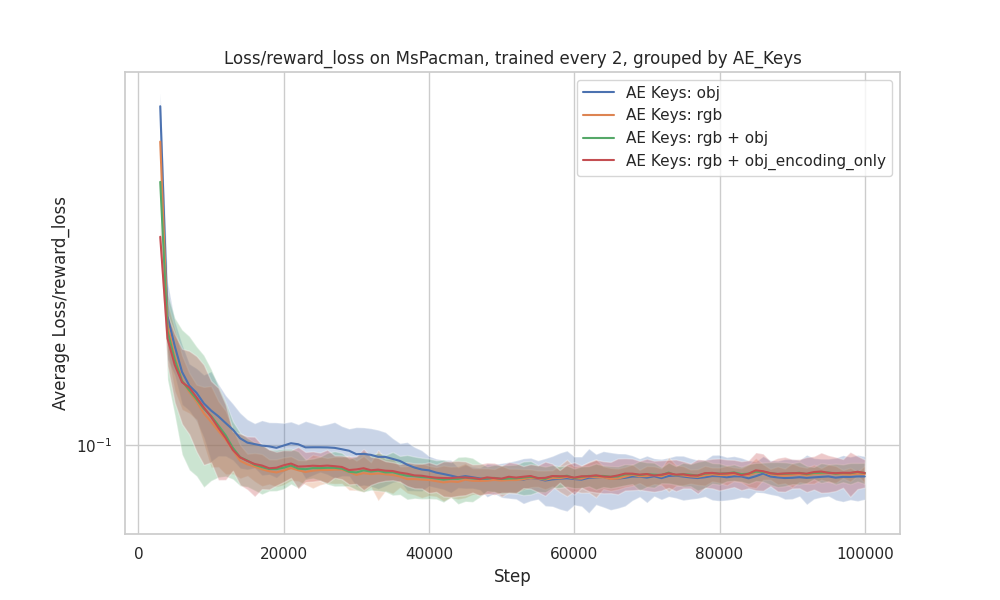 Loss/reward_loss on MsPacman, trained every 2, grouped by AE_Keys
AE Keys: obj
AE Keys: rgb
AE Keys: rgb + obj
AE Keys: rgb + obj_encoding_only
Average Loss/reward_loss
10⁻¹
0 20000 40000 60000 80000 100000
Step